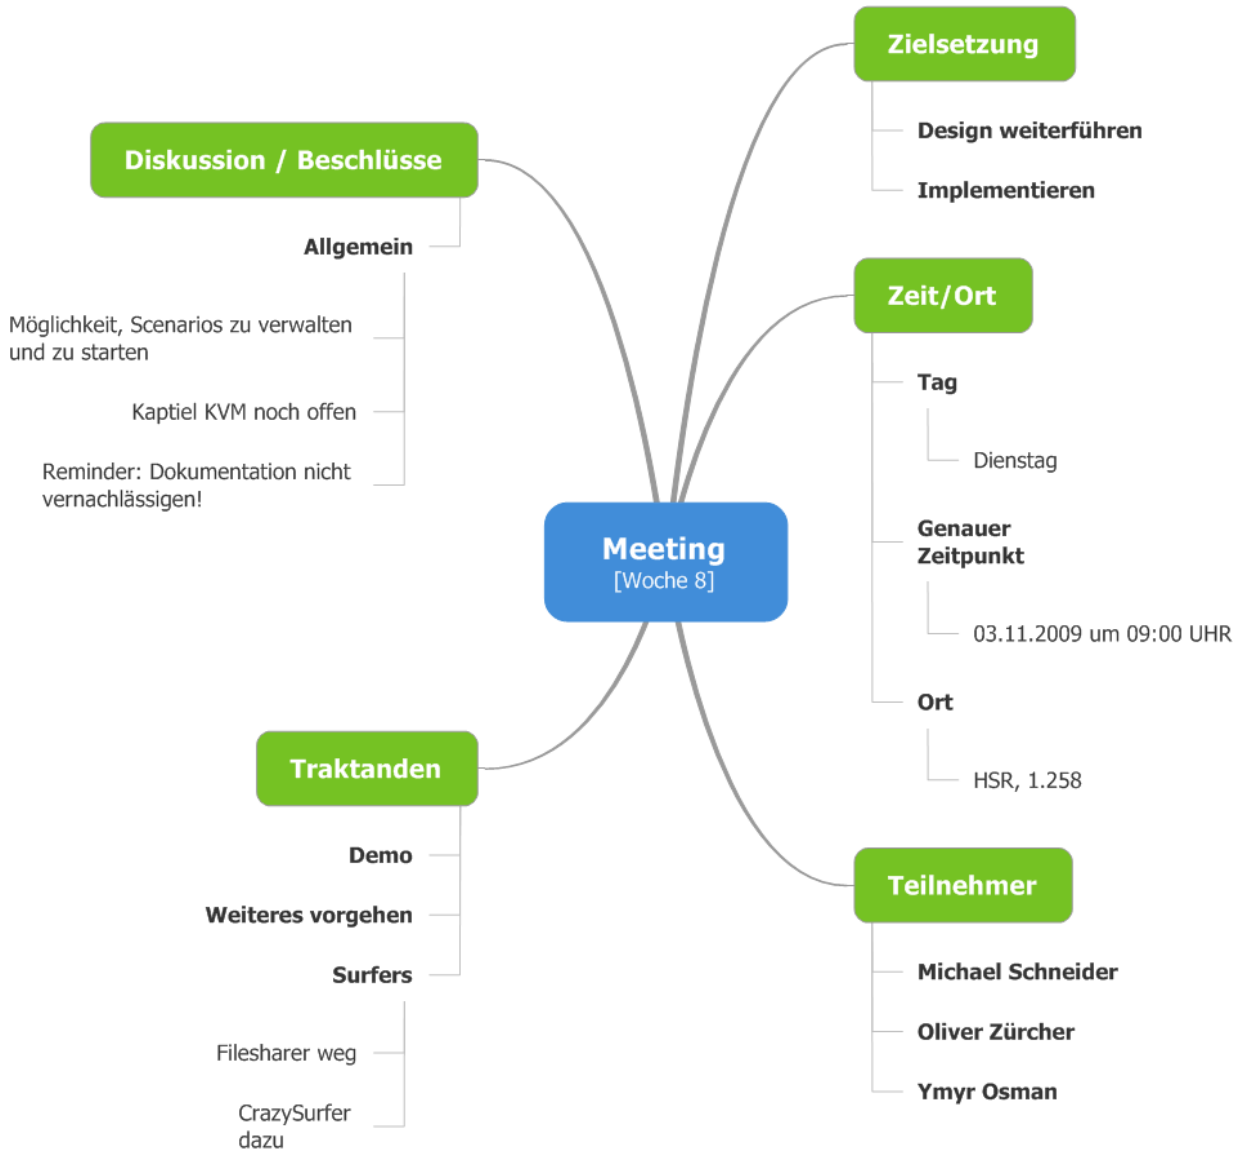 Meeting
[Woche 8]
Zielsetzung
Design weiterführen
Implementieren
Zeit/Ort
Tag
Dienstag
Genauer
Zeitpunkt
03.11.2009 um 09:00 UHR
Ort
HSR, 1.258
Teilnehmer
Michael Schneider
Oliver Zürcher
Ymyr Osman
Traktanden
Demo
Weiteres vorgehen
Surfers
Filesharer weg
CrazySurfer
dazu
Diskussion / Beschlüsse
Allgemein
Möglichkeit, Scenarios zu verwalten
und zu starten
Kaptiel KVM noch offen
Reminder: Dokumentation nicht
vernachlässigen!